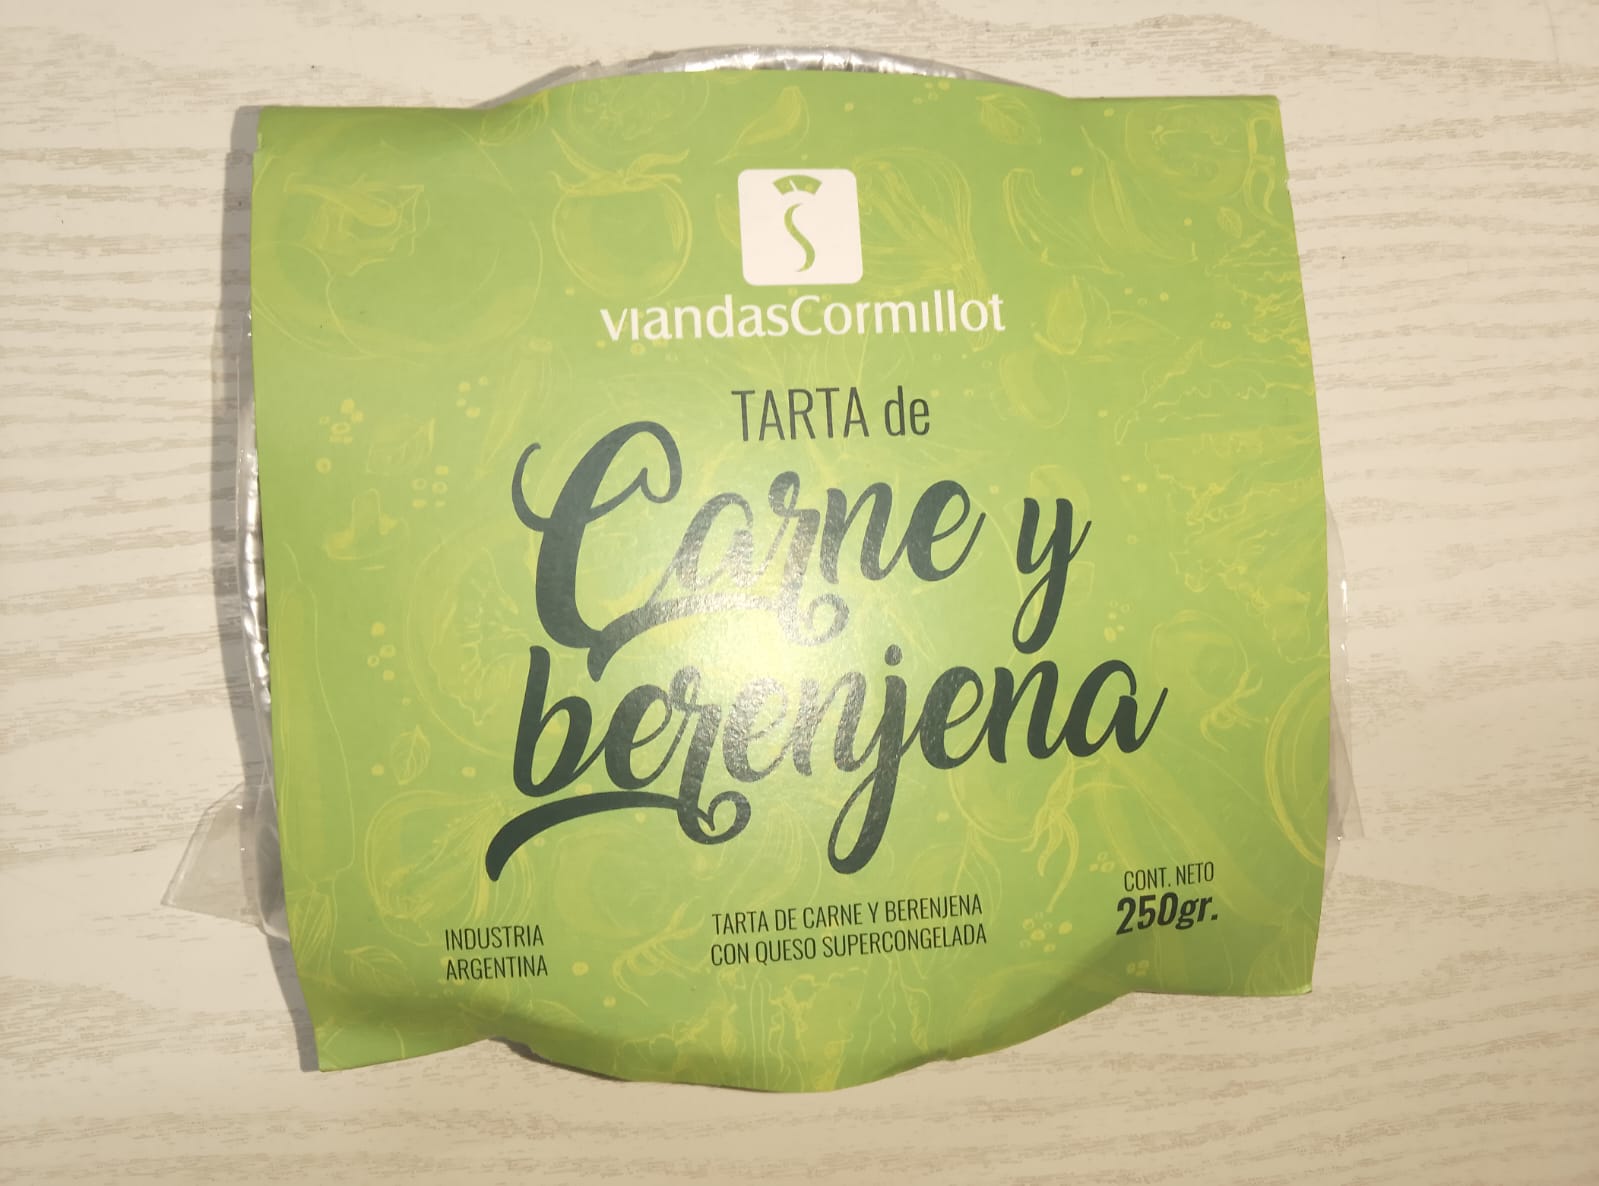 viandasCormillot
TARTA de
Carne y
berenjena
INDUSTRIA
ARGENTINA
TARTA DE CARNE Y BERENJENA
CON QUESO SUPERCONGELADA
CONT. NETO
250gr.